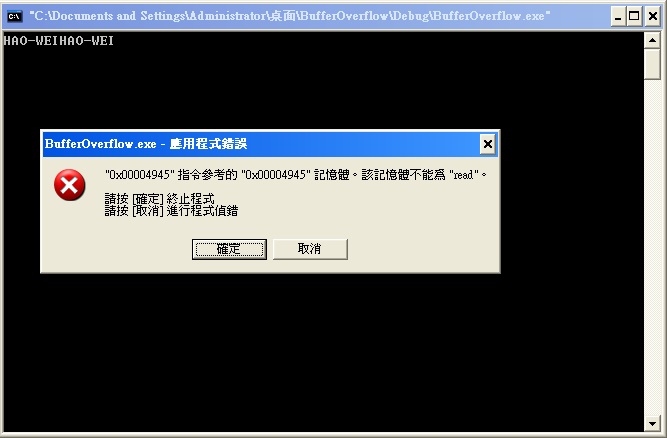 "C:\Documents and Settings\Administrator\桌面\BufferOverflow\Debug\BufferOverflow.exe"
HAO-WEIHAO-WEI
BufferOverflow.exe - 應用程式錯誤
"0x00004945" 指令參考的 "0x00004945" 記憶體。該記憶體不能為 "read"。
請按 [確定] 終止程式
請按 [取消] 進行程式偵錯
確定
取消